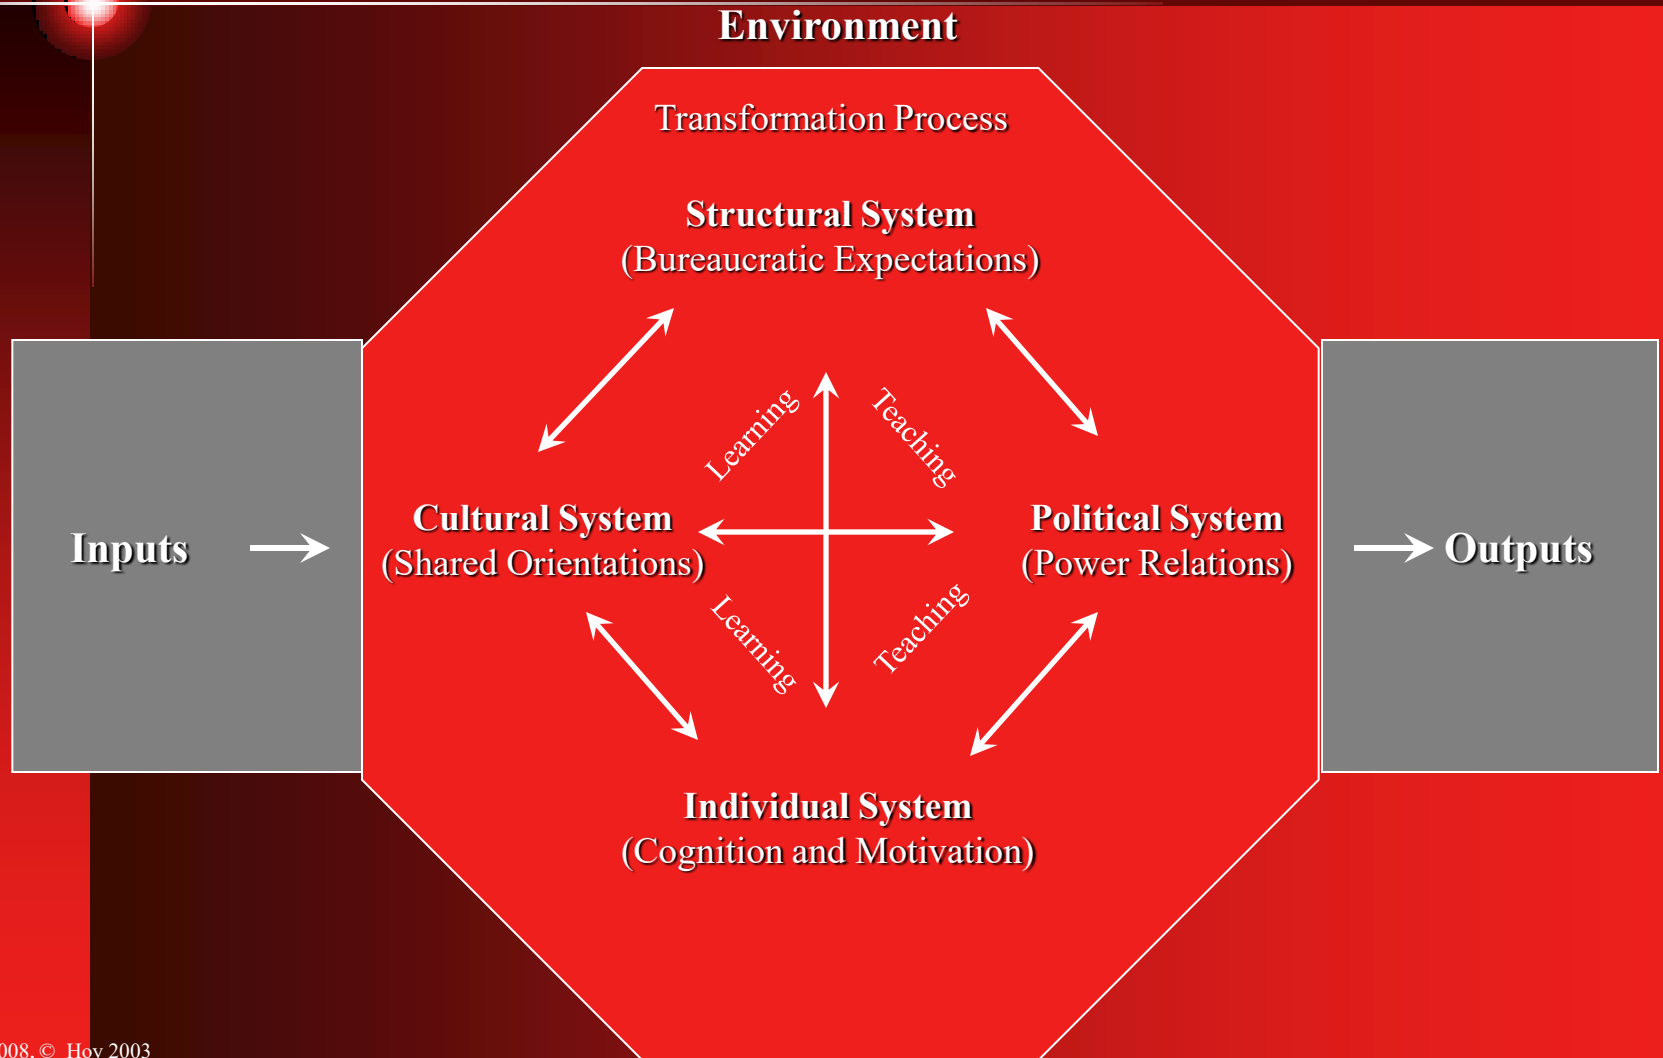 Environment
Transformation Process
Structural System
(Bureaucratic Expectations)
Learning
Teaching
Cultural System
(Shared Orientations)
Political System
(Power Relations)
Inputs
Outputs
Learning
Teaching
Individual System
(Cognition and Motivation)
008, © Hoy 2003